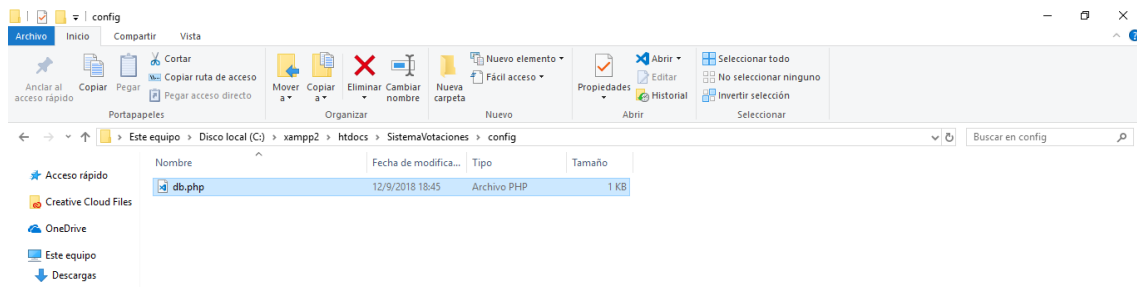 config
Archivo Inicio Compartir Vista
Anclar al acceso rápido
Copiar
Pegar
Cortar
Copiar ruta de acceso
Pegar acceso directo
Portapapeles
Mover a
Copiar a
Eliminar
Cambiar nombre
Organizar
Nueva carpeta
Nuevo elemento
Fácil acceso
Nuevo
Propiedades
Abrir
Editar
Historial
Abrir
Seleccionar todo
No seleccionar ninguno
Invertir selección
Seleccionar
Este equipo > Disco local (C:) > xampp2 > htdocs > SistemaVotaciones > config
Buscar en config
Nombre Fecha de modifica... Tipo Tamaño
db.php 12/9/2018 18:45 Archivo PHP 1 KB
Acceso rápido
Creative Cloud Files
OneDrive
Este equipo
Descargas